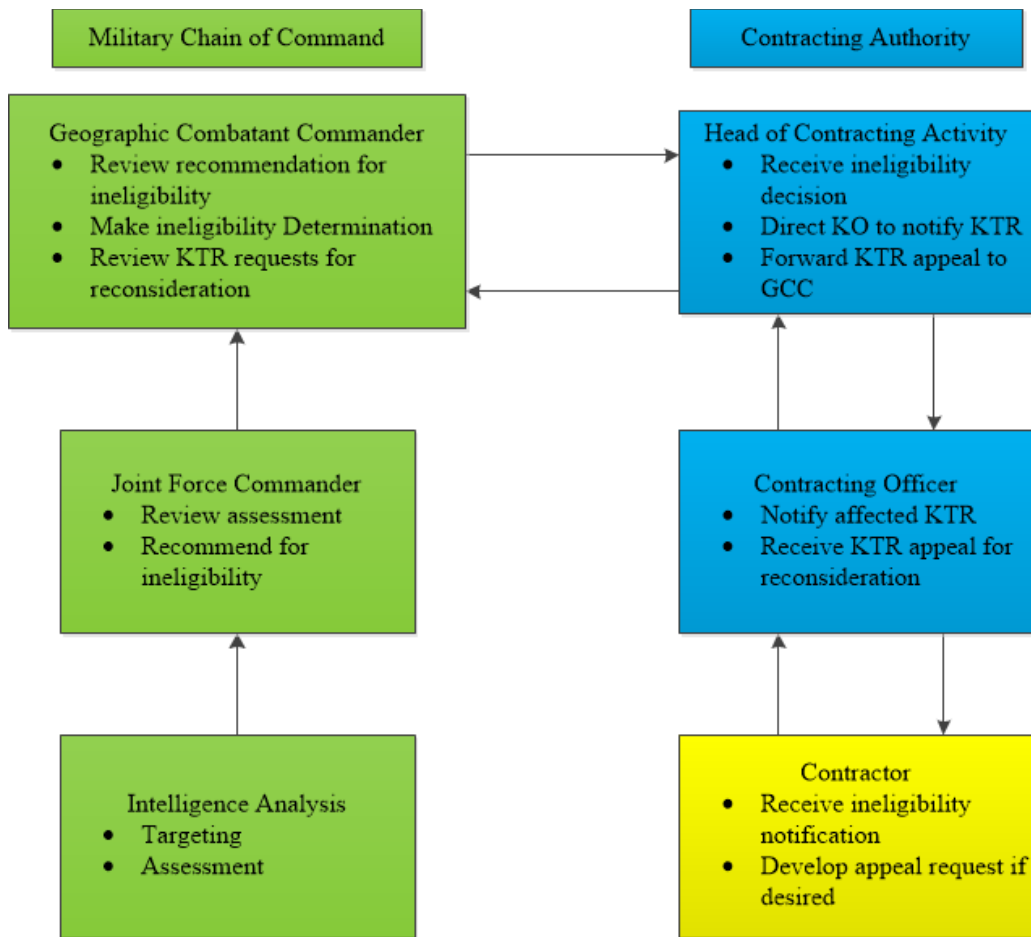 Military Chain of Command
Contracting Authority
Geographic Combatant Commander
• Review recommendation for
ineligibility
• Make ineligibility Determination
• Review KTR requests for
reconsideration
Head of Contracting Activity
• Receive ineligibility
decision
• Direct KO to notify KTR
• Forward KTR appeal to
GCC
Joint Force Commander
• Review assessment
• Recommend for
ineligibility
Contracting Officer
• Notify affected KTR
• Receive KTR appeal for
reconsideration
Intelligence Analysis
• Targeting
• Assessment
Contractor
• Receive ineligibility
notification
• Develop appeal request if
desired